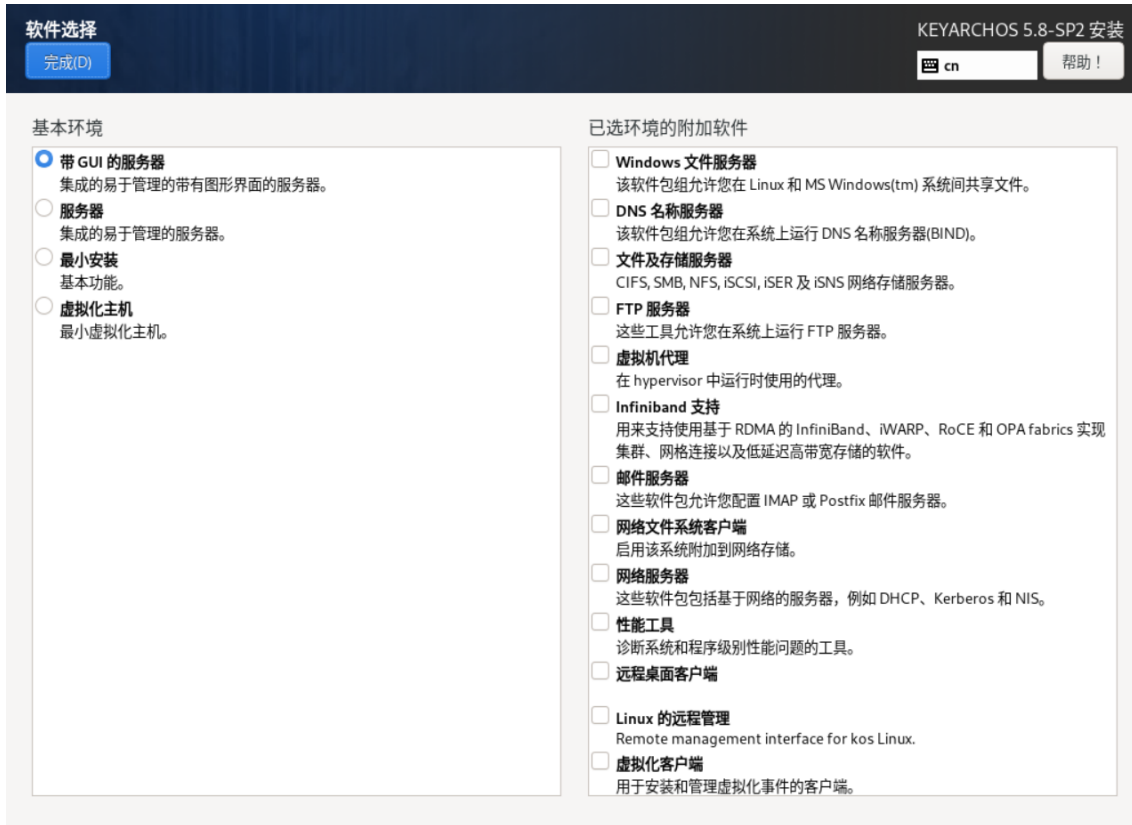 软件选择
完成(D)
KEYARCHOS 5.8-SP2 安装
cn
帮助！
基本环境
带 GUI 的服务器
集成的易于管理的带有图形界面的服务器。
服务器
集成的易于管理的服务器。
最小安装
基本功能。
虚拟化主机
最小虚拟化主机。
已选环境的附加软件
Windows 文件服务器
该软件包组允许您在 Linux 和 MS Windows(tm) 系统间共享文件。
DNS 名称服务器
该软件包组允许您在系统上运行 DNS 名称服务器(BIND)。
文件及存储服务器
CIFS, SMB, NFS, iSCSI, iSER 及 iSNS 网络存储服务器。
FTP 服务器
这些工具允许您在系统上运行 FTP 服务器。
虚拟机代理
在 hypervisor 中运行时使用的代理。
Infiniband 支持
用来支持使用基于 RDMA 的 InfiniBand、iWARP、RoCE 和 OPA fabrics 实现
集群、网格连接以及低延迟高带宽存储的软件。
邮件服务器
这些软件包允许您配置 IMAP 或 Postfix 邮件服务器。
网络文件系统客户端
启用该系统附加到网络存储。
网络服务器
这些软件包包括基于网络的服务器，例如 DHCP、Kerberos 和 NIS。
性能工具
诊断系统和程序级别性能问题的工具。
远程桌面客户端
Linux 的远程管理
Remote management interface for kos Linux.
虚拟化客户端
用于安装和管理虚拟化事件的客户端。